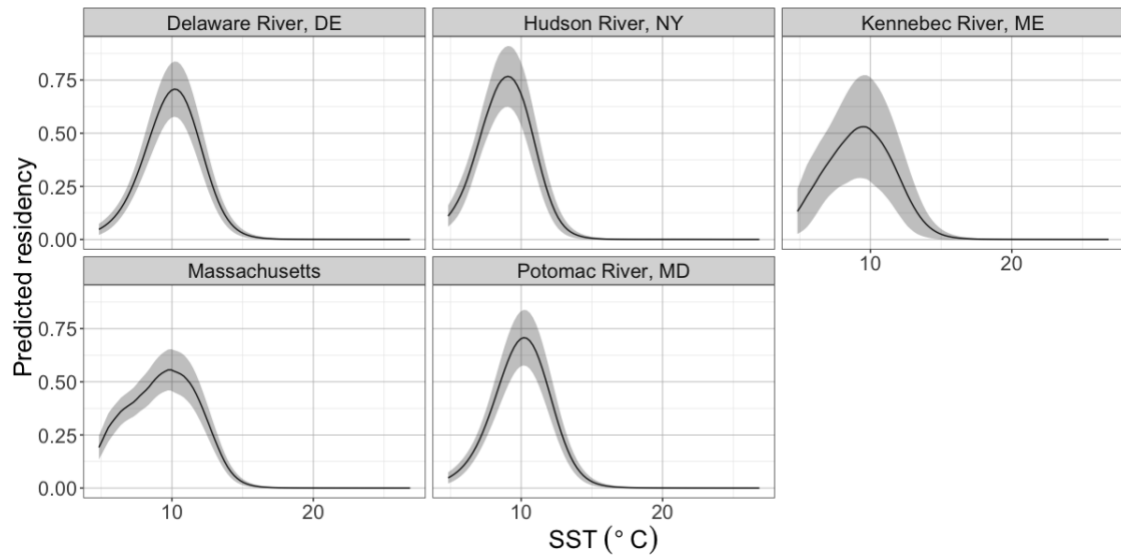 Delaware River, DE
Hudson River, NY
Kennebec River, ME
0.75
0.50
0.25
0.00
10
20
Massachusetts
Potomac River, MD
0.75
0.50
0.25
0.00
10
20
10
20
Predicted residency
SST (° C)